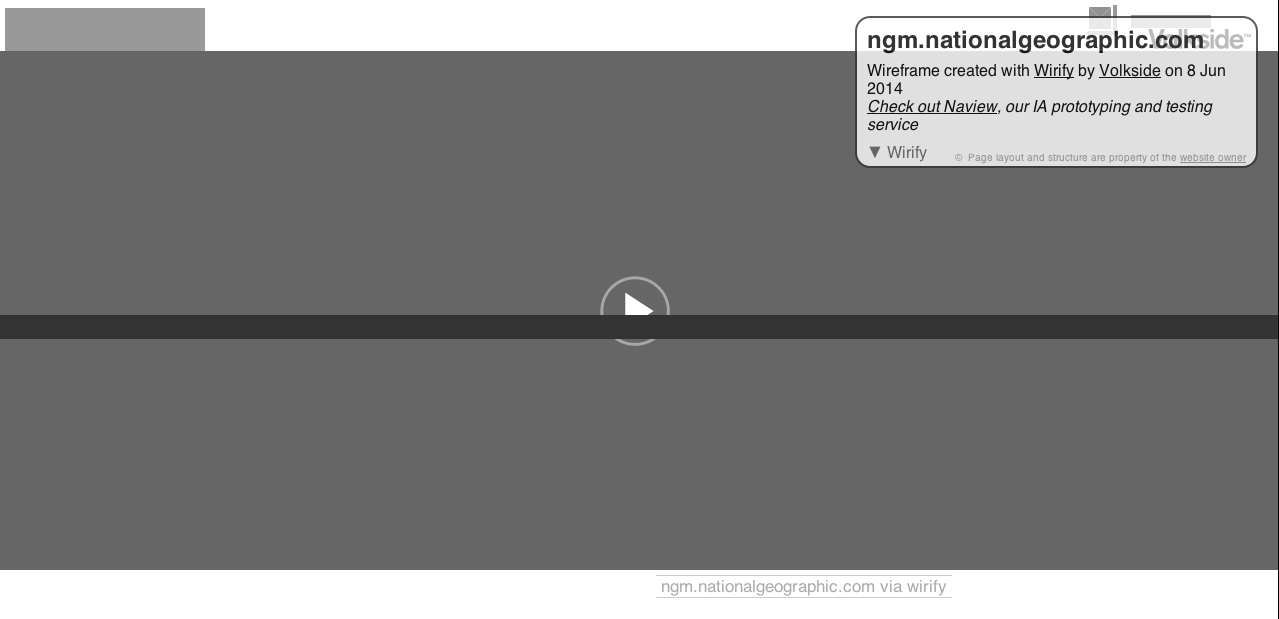 ngm.nationalgeographic.com
Volkside™
Wireframe created with Wirify by Volkside on 8 Jun
2014
Check out Naview, our IA prototyping and testing
service
▼ Wirify
© Page layout and structure are property of the website owner
ngm.nationalgeographic.com via wirify